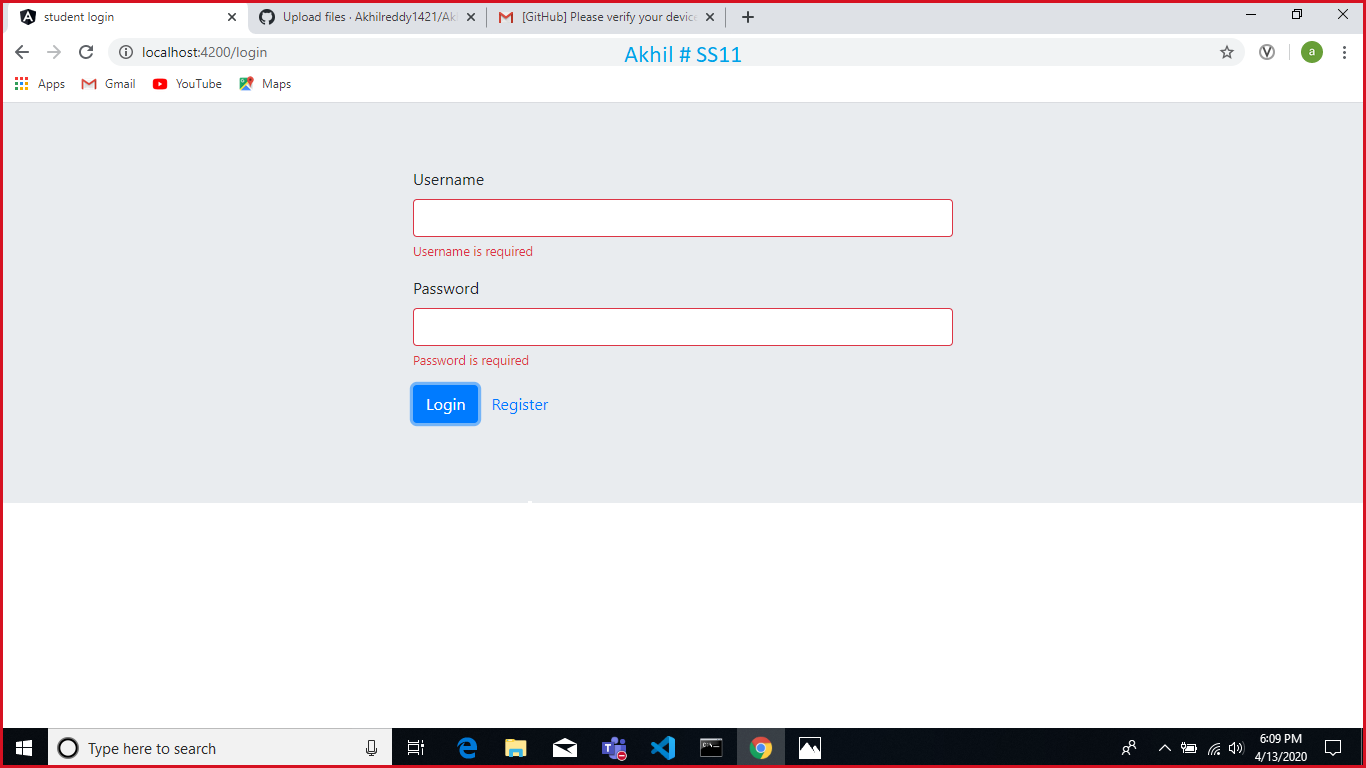 student login
Upload files · Akhilreddy1421/Ak
[GitHub] Please verify your device
localhost:4200/login
Akhil # SS11
a
Apps
Gmail
YouTube
Maps
Username
Username is required
Password
Password is required
Login
Register
Type here to search
6:09 PM
4/13/2020